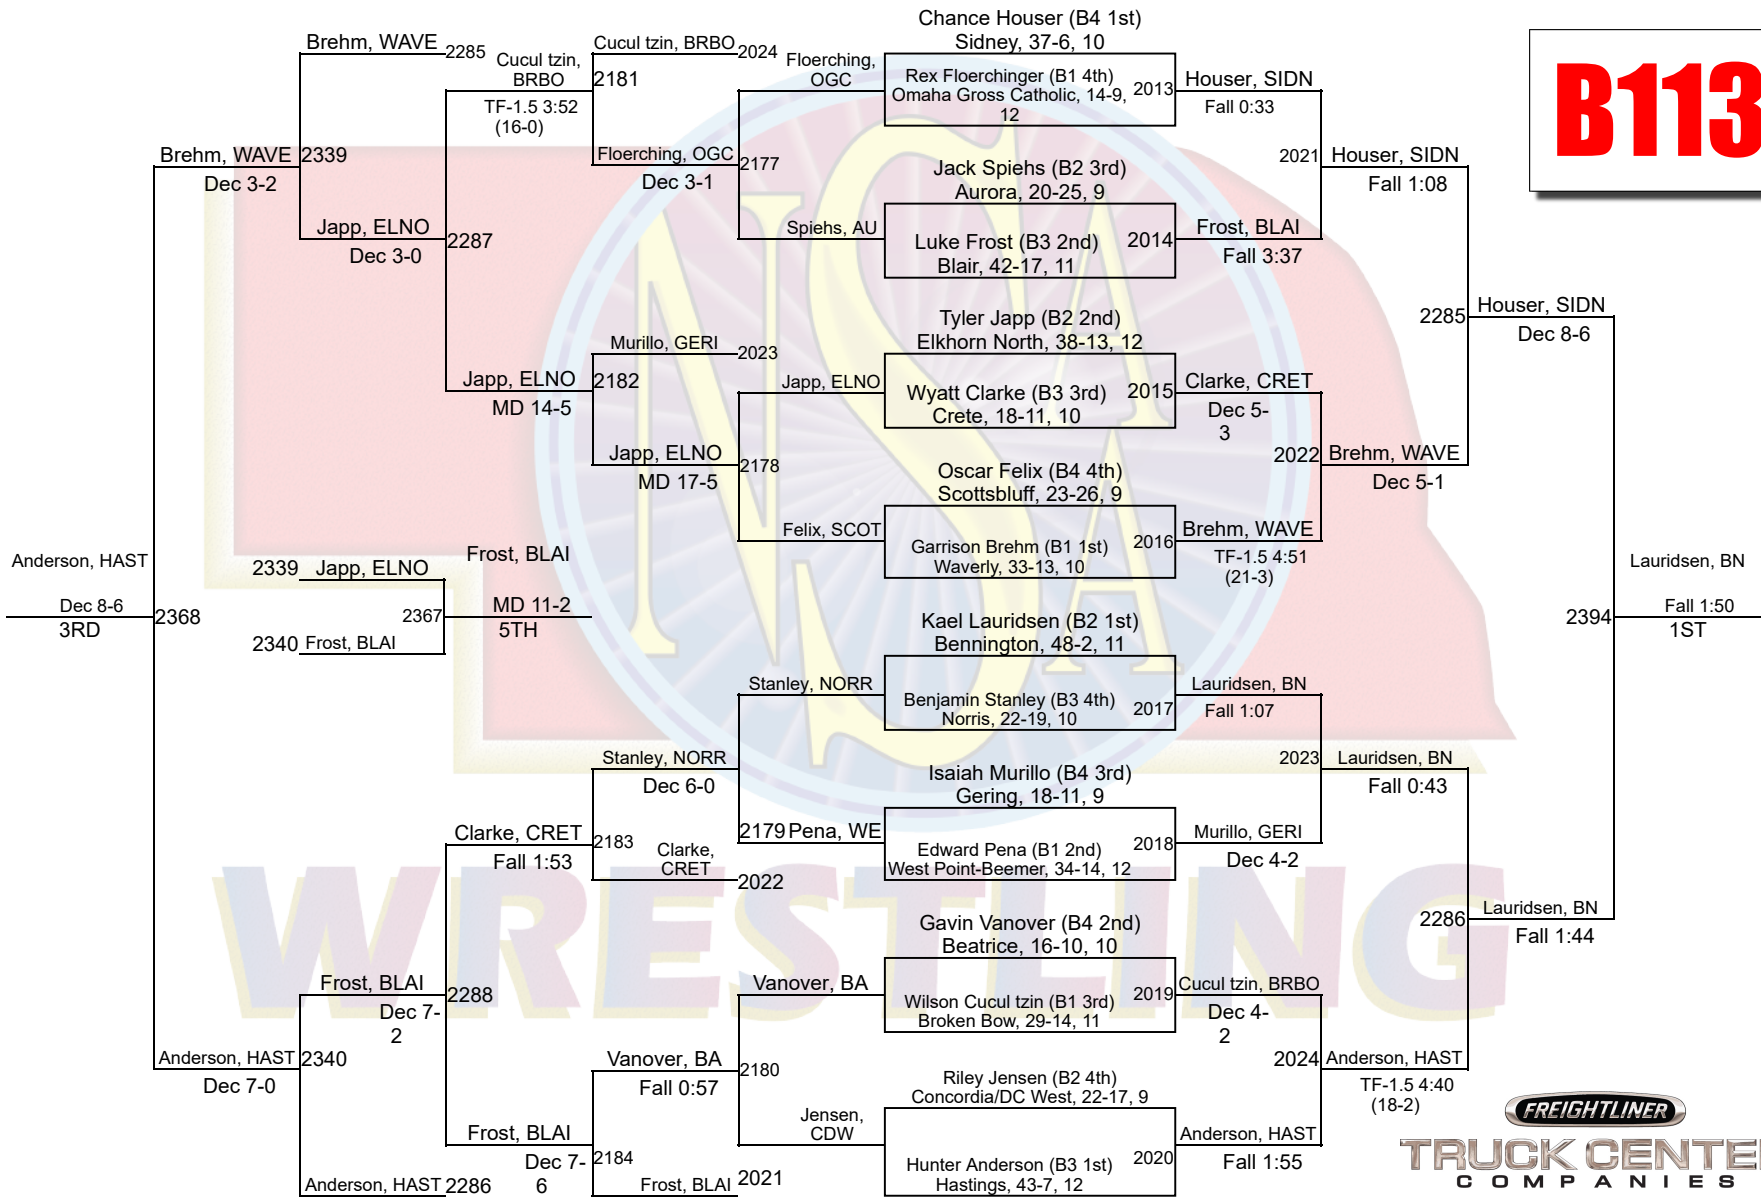 Chance Houser (B4 1st)
Sidney, 37-6, 10
Brehm, WAVE
2285
Cucul tzin,
BRBO
Cucul tzin, BRBO
2024
Floerching,
OGC
Rex Floerchinger (B1 4th)
Omaha Gross Catholic, 14-9,
12
2013
Houser, SIDN
Fall 0:33
B113
2181
TF-1.5 3:52
(16-0)
Brehm, WAVE
2339
Dec 3-2
Floerching, OGC
2177
Dec 3-1
Jack Spiehs (B2 3rd)
Aurora, 20-25, 9
2021
Houser, SIDN
Fall 1:08
Japp, ELNO
2287
Dec 3-0
Spiehs, AU
Luke Frost (B3 2nd)
Blair, 42-17, 11
2014
Frost, BLAI
Fall 3:37
Tyler Japp (B2 2nd)
Elkhorn North, 38-13, 12
2285
Houser, SIDN
Dec 8-6
Murillo, GERI
2023
Japp, ELNO
2182
MD 14-5
Japp, ELNO
Wyatt Clarke (B3 3rd)
Crete, 18-11, 10
2015
Clarke, CRET
Dec 5-
3
Japp, ELNO
2178
MD 17-5
Oscar Felix (B4 4th)
Scottsbluff, 23-26, 9
2022
Brehm, WAVE
Dec 5-1
Felix, SCOT
Garrison Brehm (B1 1st)
Waverly, 33-13, 10
2016
Brehm, WAVE
TF-1.5 4:51
(21-3)
Anderson, HAST
Dec 8-6
3RD
2368
2339
Japp, ELNO
2367
2340
Frost, BLAI
Frost, BLAI
MD 11-2
5TH
Lauridsen, BN
2394
Fall 1:50
1ST
Kael Lauridsen (B2 1st)
Bennington, 48-2, 11
Stanley, NORR
Benjamin Stanley (B3 4th)
Norris, 22-19, 10
2017
Lauridsen, BN
Fall 1:07
Stanley, NORR
Dec 6-0
Isaiah Murillo (B4 3rd)
Gering, 18-11, 9
2023
Lauridsen, BN
Fall 0:43
Clarke, CRET
2183
Fall 1:53
Clarke,
CRET
2022
2179
Pena, WE
Edward Pena (B1 2nd)
West Point-Beemer, 34-14, 12
2018
Murillo, GERI
Dec 4-2
WRESTLING
NSAA
Gavin Vanover (B4 2nd)
Beatrice, 16-10, 10
2286
Lauridsen, BN
Fall 1:44
Frost, BLAI
2288
Dec 7-
2
Vanover, BA
Wilson Cucul tzin (B1 3rd)
Broken Bow, 29-14, 11
2019
Cucul tzin, BRBO
Dec 4-
2
Anderson, HAST
2340
Dec 7-0
Vanover, BA
2180
Fall 0:57
Riley Jensen (B2 4th)
Concordia/DC West, 22-17, 9
2024
Anderson, HAST
TF-1.5 4:40
(18-2)
Frost, BLAI
Dec 7-
6
2184
Jensen,
CDW
Hunter Anderson (B3 1st)
Hastings, 43-7, 12
2020
Anderson, HAST
Fall 1:55
Anderson, HAST
2286
Frost, BLAI
2021
FREIGHTLINER
TRUCK CENTE
COMPANIES